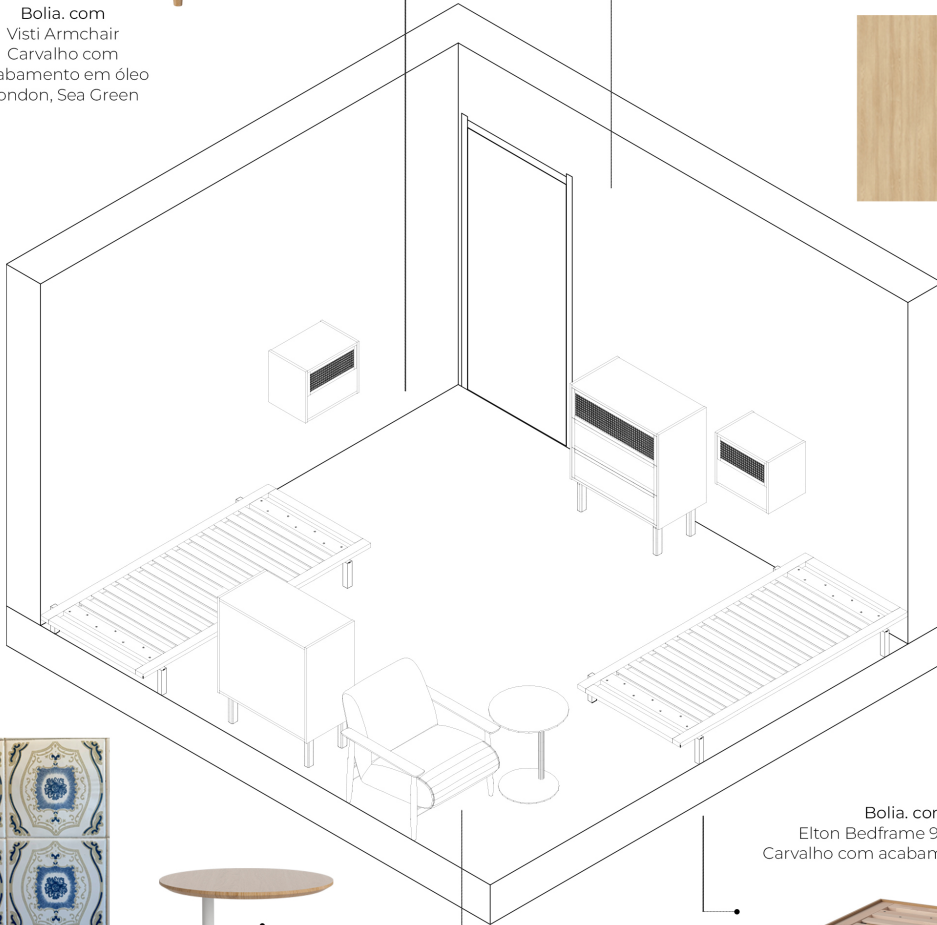 Bolia. com
Visti Armchair
Carvalho com
abamento em óleo
ondon, Sea Green
Bolia. cor
Elton Bedframe 9
Carvalho com acabam